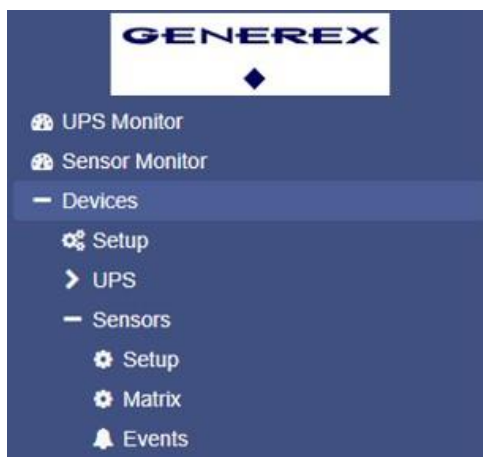 GENEREX
UPS Monitor
Sensor Monitor
Devices
Setup
UPS
Sensors
Setup
Matrix
Events